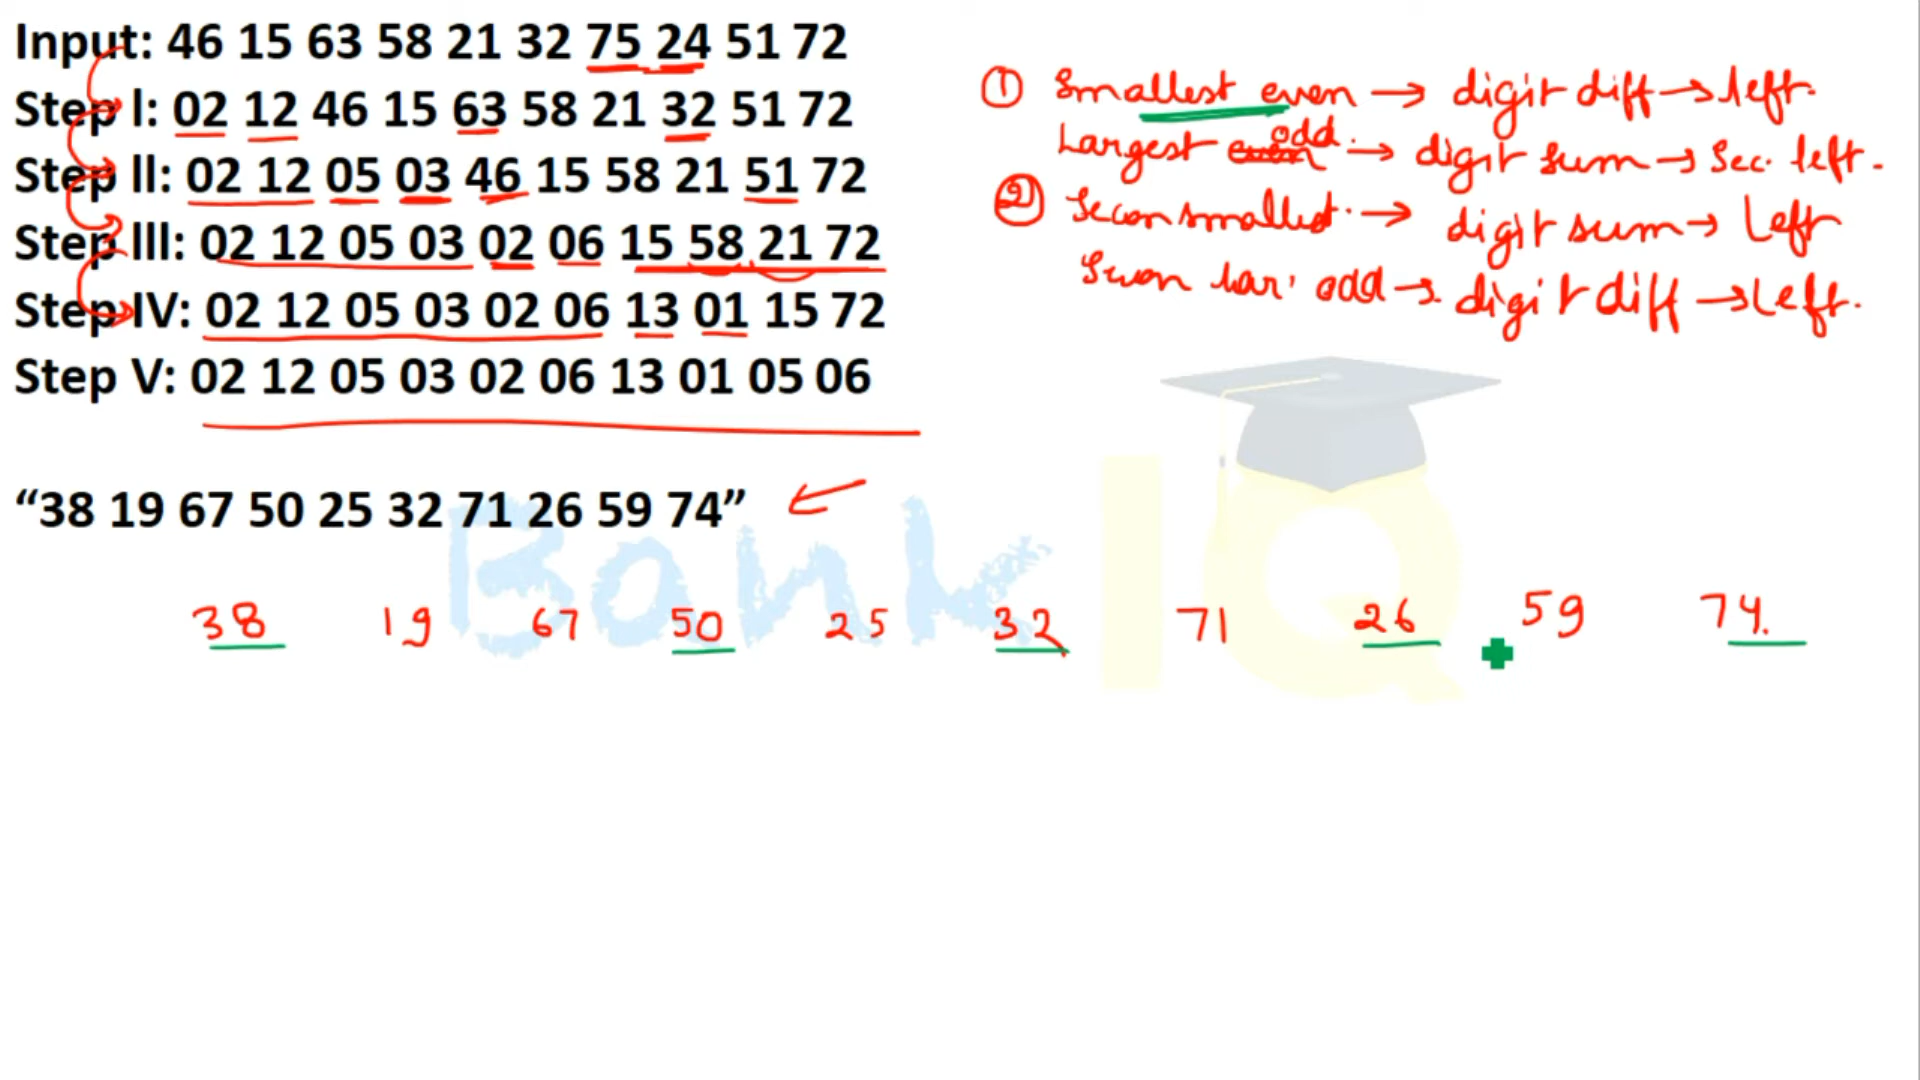 Input: 46 15 63 58 21 32 75 24 51 72
Step I: 02 12 46 15 63 58 21 32 51 72
Step II: 02 12 05 03 46 15 58 21 51 72
Step III: 02 12 05 03 02 06 15 58 21 72
Step IV: 02 12 05 03 02 06 13 01 15 72
Step V: 02 12 05 03 02 06 13 01 05 06
① Smallest even → digit diff → left.
Largest even odd. → digit sum → Sec. left.
② Secon smallest. → digit sum → Left
Secon lar. odd → digit diff → Left.
“38 19 67 50 25 32 71 26 59 74”
Bank IQ
38 19 67 50 25 32 71 26 59 74.